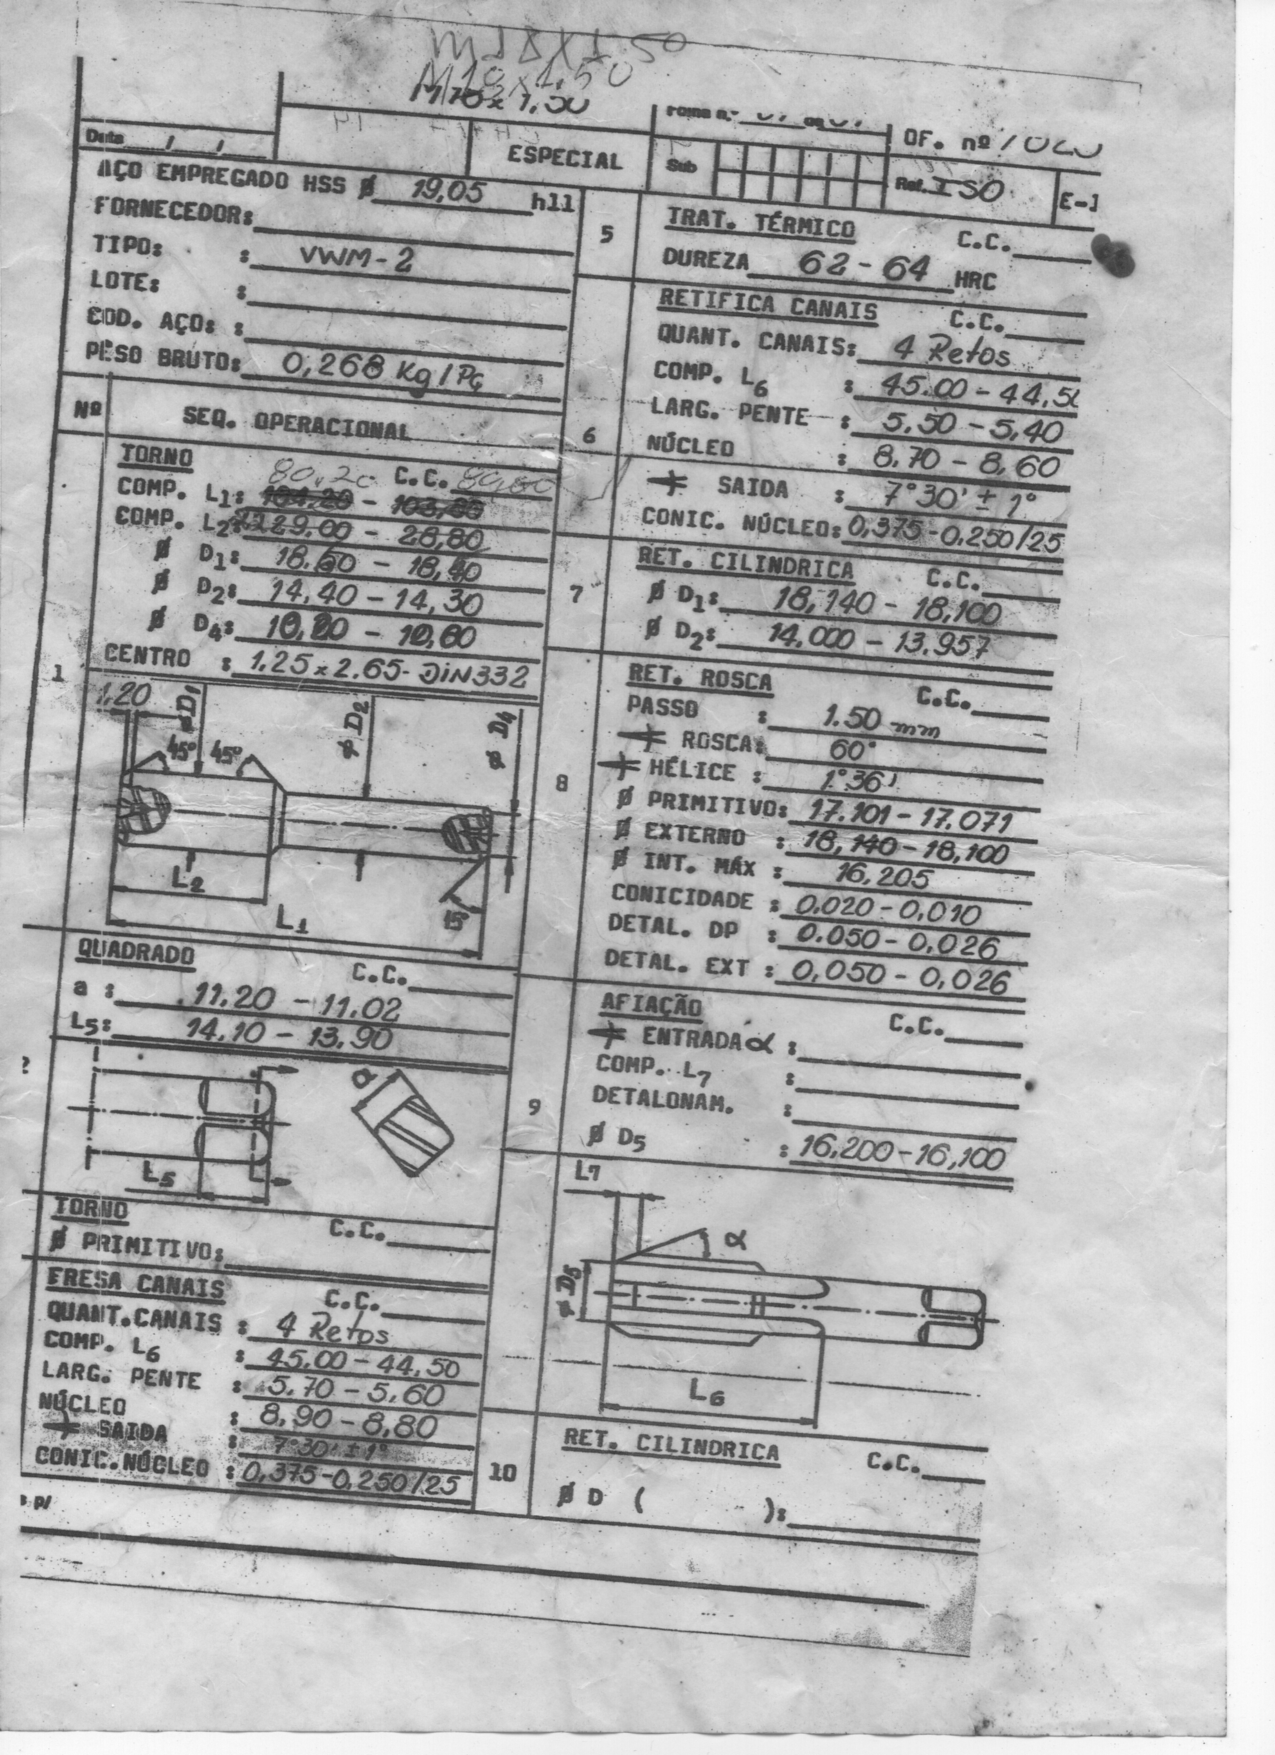 M18X1.50
M18x1.50
M18x1,50
Data / /
ESPECIAL
Sub
OF. nº
Ref. ISO
E-1
AÇO EMPREGADO HSS Ø 19,05 h11
FORNECEDOR:
TIPO: : VWM-2
LOTE: :
COD. AÇO: :
PESO BRUTO: 0,268 Kg/Pç
Nº SEQ. OPERACIONAL
1
TORNO C.C.
80,20
COMP. L1: 104,20 - 103,80
COMP. L2: 29,00 - 28,80
Ø D1: 18,60 - 18,40
Ø D2: 14,40 - 14,30
Ø D4: 10,80 - 10,60
CENTRO : 1.25x2.65-DIN332
1,20
ØD1
Ø D2
Ø D4
45° 45°
L2
L1
15°
2
QUADRADO C.C.
a : 11,20 - 11,02
L5: 14,10 - 13,90
a
L5
TORNO C.C.
Ø PRIMITIVO:
FRESA CANAIS C.C.
QUANT.CANAIS : 4 Retos
COMP. L6 : 45,00-44,50
LARG. PENTE : 5,70-5,60
NÚCLEO : 8,90-8,80
SAIDA : 7°30' ± 1°
CONIC.NÚCLEO : 0,375-0,250/25
P/
5
TRAT. TÉRMICO C.C.
DUREZA 62-64 HRC
6
RETIFICA CANAIS C.C.
QUANT. CANAIS: 4 Retos
COMP. L6 : 45.00-44,50
LARG. PENTE : 5,50-5,40
NÚCLEO : 8,70-8,60
SAIDA : 7°30' ± 1°
CONIC. NÚCLEO: 0,375-0,250/25
7
RET. CILINDRICA C.C.
Ø D1: 18,140-18,100
Ø D2: 14.000-13.957
8
RET. ROSCA C.C.
PASSO : 1.50 mm
ROSCA: 60°
HÉLICE : 1°36'
Ø PRIMITIVO: 17.101-17.071
Ø EXTERNO : 18,140-18,100
Ø INT. MÁX : 16,205
CONICIDADE : 0.020-0,010
DETAL. DP : 0.050-0,026
DETAL. EXT : 0,050-0,026
9
AFIAÇÃO C.C.
ENTRADA α :
COMP. L7 :
DETALONAM. :
Ø D5 : 16,200-16,100
L7
α
Ø D5
L6
10
RET. CILINDRICA C.C.
Ø D ( ):